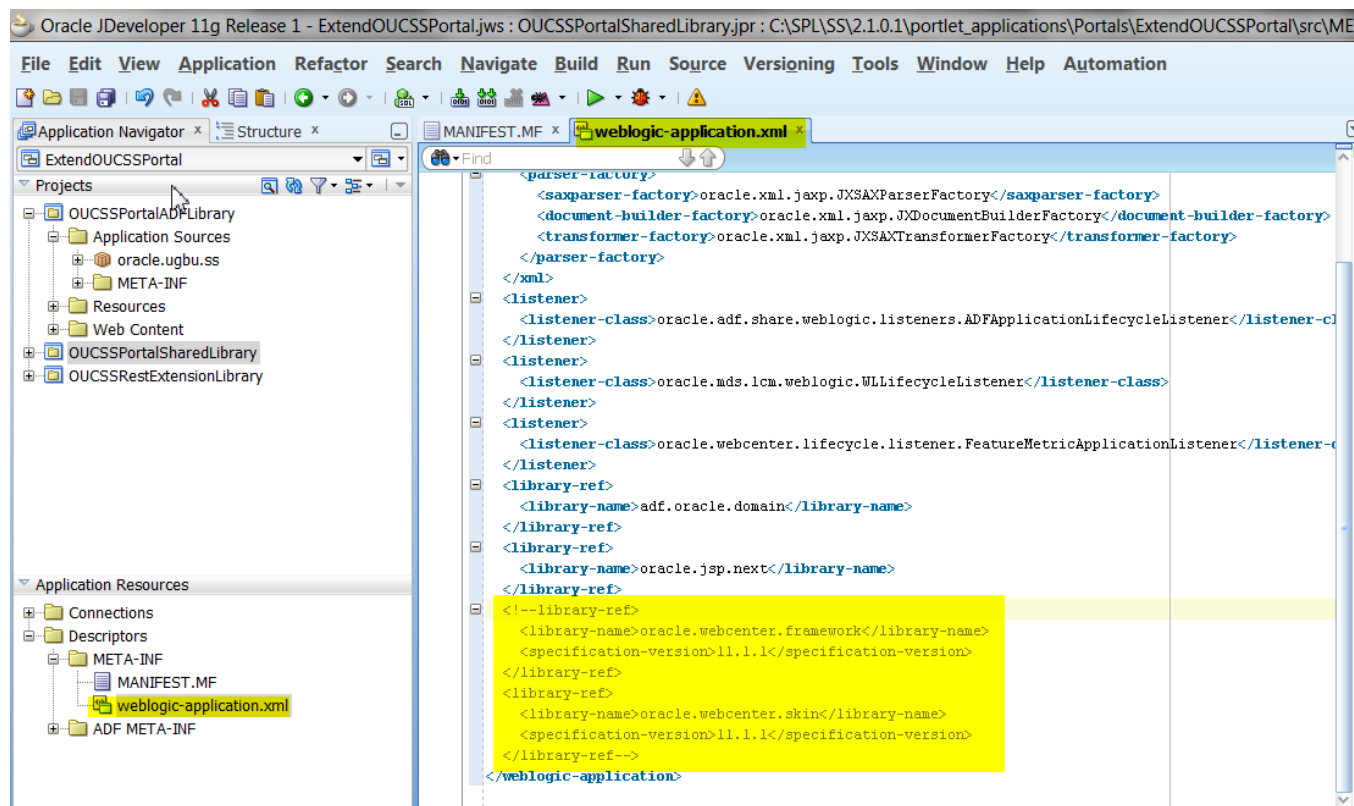 Oracle JDeveloper 11g Release 1 - ExtendOUCSSPortal.jws : OUCSSPortalSharedLibrary.jpr : C:\SPL\SS\2.1.0.1\portlet_applications\Portals\ExtendOUCSSPortal\src\ME
File Edit View Application Refactor Search Navigate Build Run Source Versioning Tools Window Help Automation
Application Navigator Structure
MANIFEST.MF weblogic-application.xml
ExtendOUCSSPortal
Find
Projects
OUCSSPortalADFLibrary
Application Sources
oracle.ugbu.ss
META-INF
Resources
Web Content
OUCSSPortalSharedLibrary
OUCSSRestExtensionLibrary
Application Resources
Connections
Descriptors
META-INF
MANIFEST.MF
weblogic-application.xml
ADF META-INF
<parser-factory>
<saxparser-factory>oracle.xml.jaxp.JXSAXParserFactory</saxparser-factory>
<document-builder-factory>oracle.xml.jaxp.JXDocumentBuilderFactory</document-builder-factory>
<transformer-factory>oracle.xml.jaxp.JXSAXTransformerFactory</transformer-factory>
</parser-factory>
</xml>
<listener>
<listener-class>oracle.adf.share.weblogic.listeners.ADFApplicationLifecycleListener</listener-cl
</listener>
<listener>
<listener-class>oracle.mds.lcm.weblogic.WLLifecycleListener</listener-class>
</listener>
<listener>
<listener-class>oracle.webcenter.lifecycle.listener.FeatureMetricApplicationListener</listener-c
</listener>
<library-ref>
<library-name>adf.oracle.domain</library-name>
</library-ref>
<library-ref>
<library-name>oracle.jsp.next</library-name>
</library-ref>
<!--library-ref>
<library-name>oracle.webcenter.framework</library-name>
<specification-version>11.1.1</specification-version>
</library-ref>
<library-ref>
<library-name>oracle.webcenter.skin</library-name>
<specification-version>11.1.1</specification-version>
</library-ref-->
</weblogic-application>